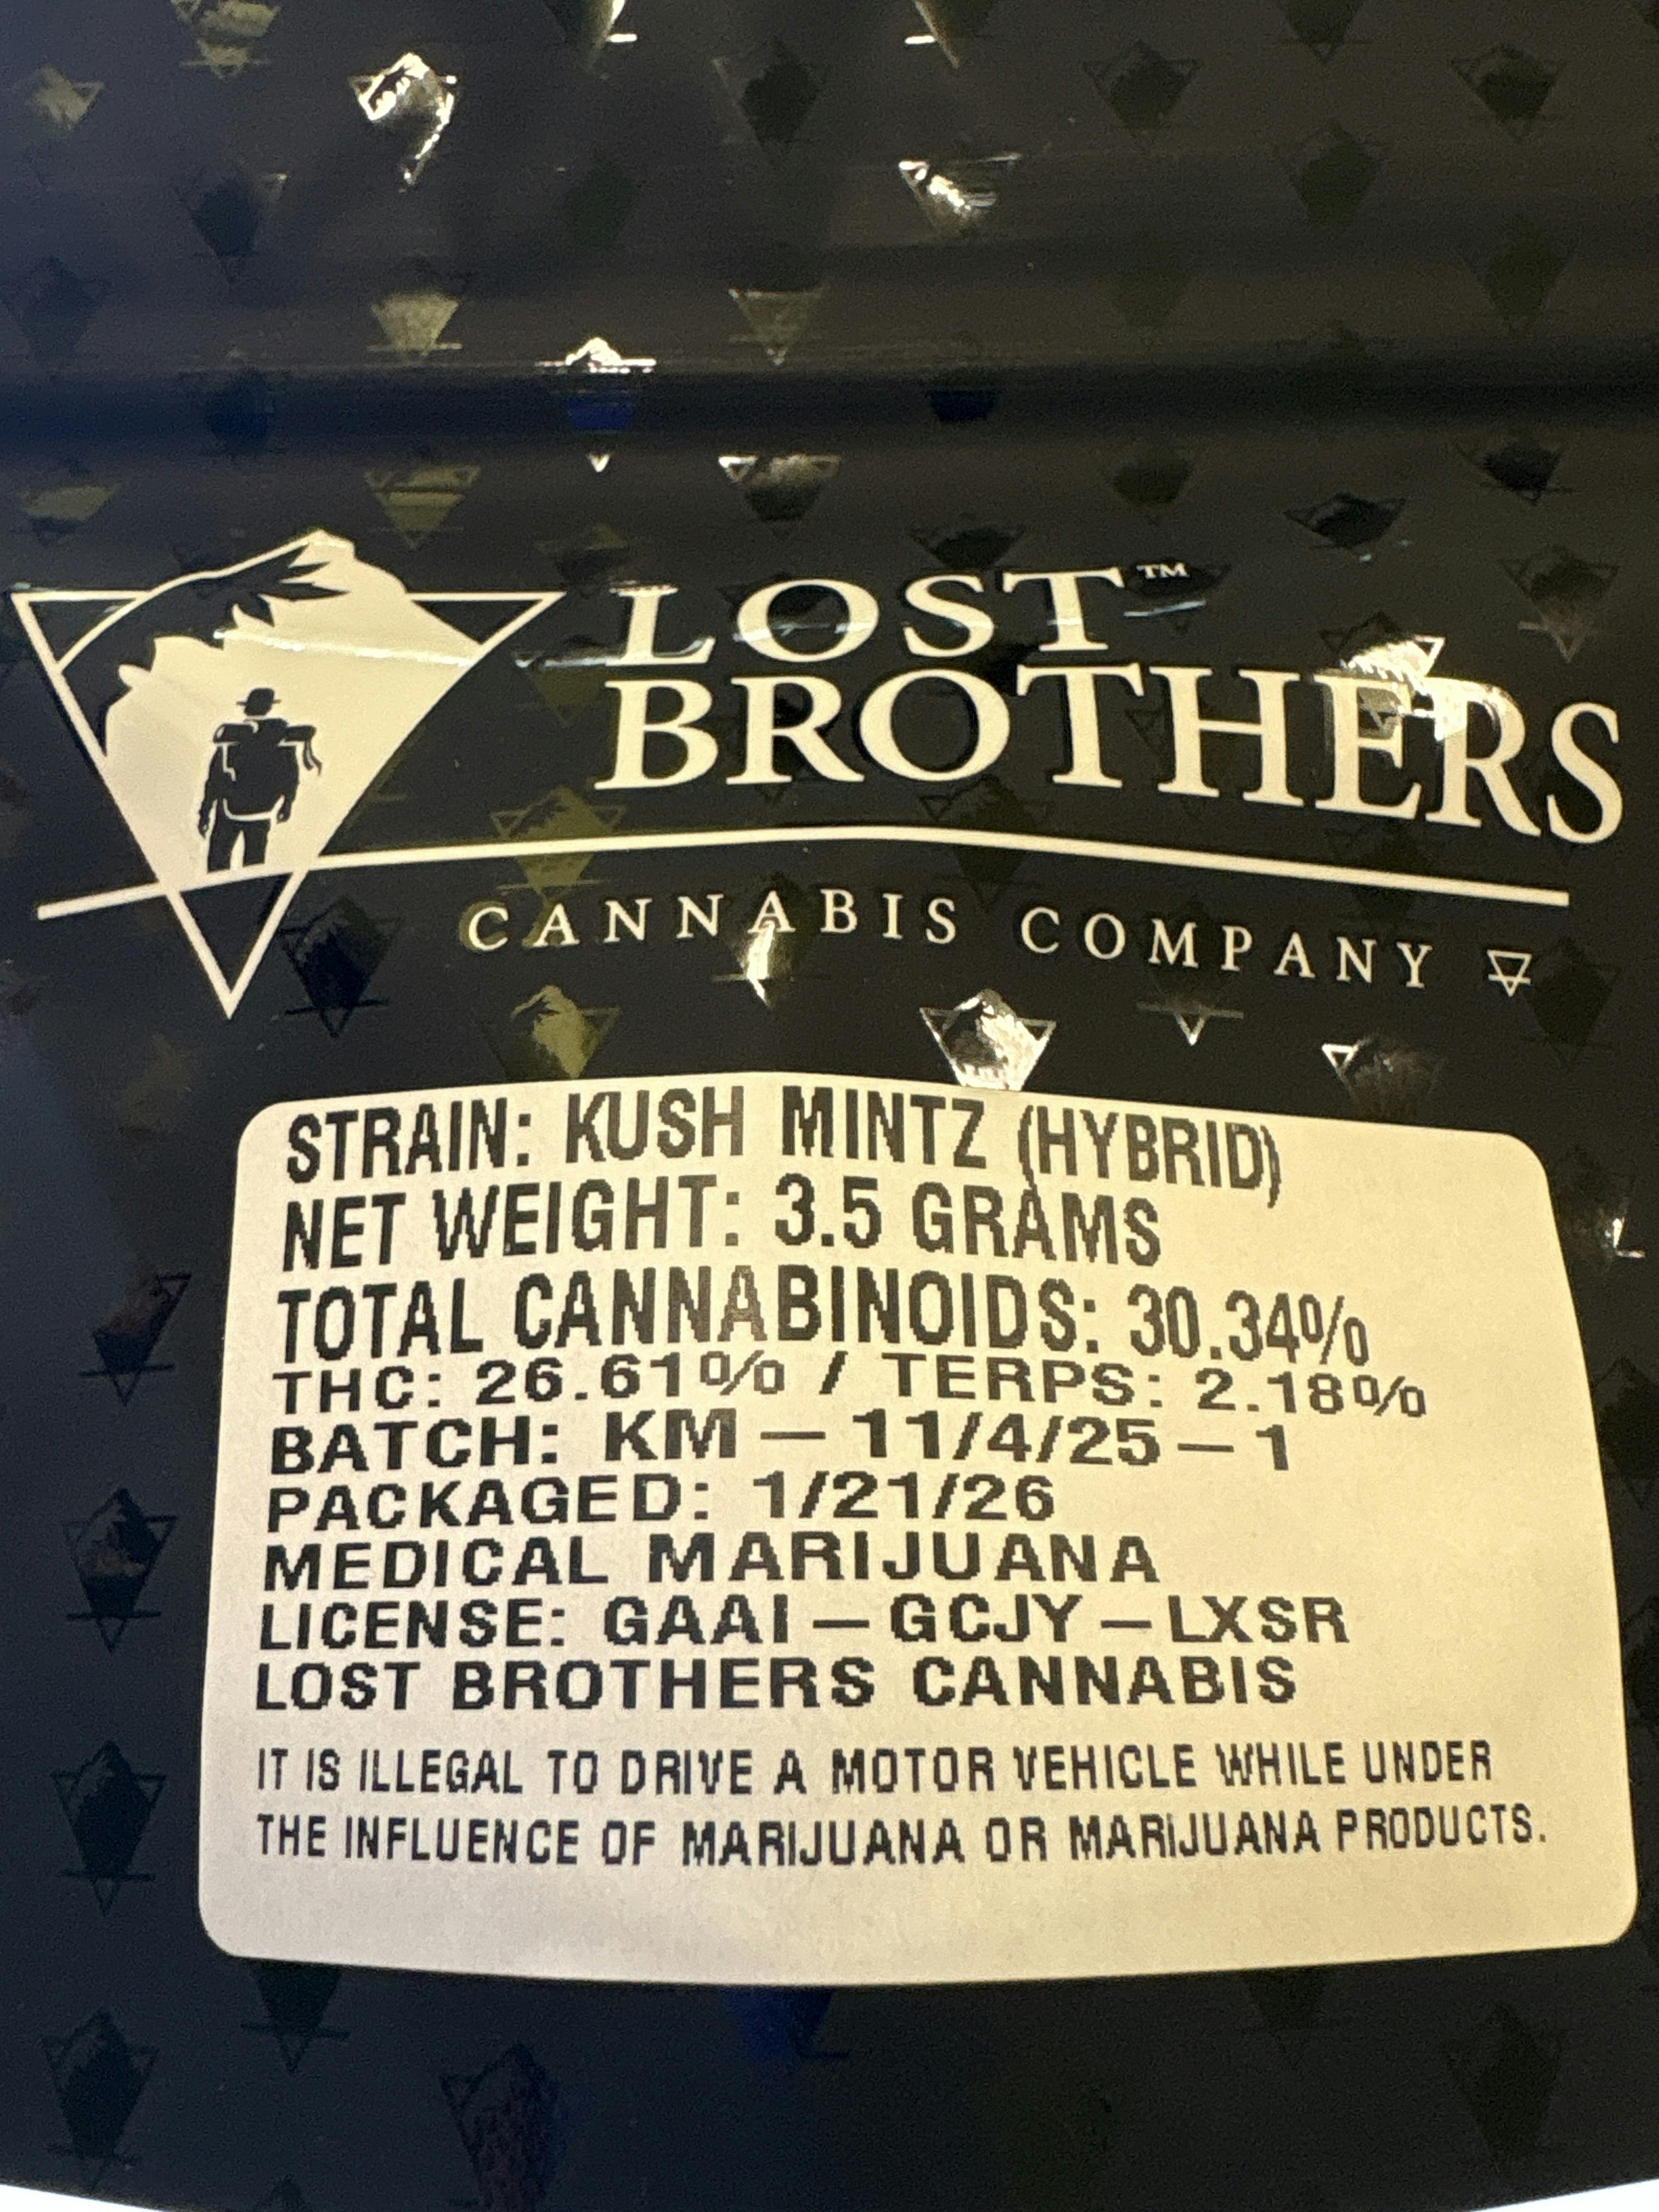 LOST™
BROTHERS
CANNABIS COMPANY
STRAIN: KUSH MINTZ (HYBRID)
NET WEIGHT: 3.5 GRAMS
TOTAL CANNABINOIDS: 30.34%
THC: 26.61% / TERPS: 2.18%
BATCH: KM – 11/4/25 – 1
PACKAGED: 1/21/26
MEDICAL MARIJUANA
LICENSE: GAAI – GCJY – LXSR
LOST BROTHERS CANNABIS
IT IS ILLEGAL TO DRIVE A MOTOR VEHICLE WHILE UNDER
THE INFLUENCE OF MARIJUANA OR MARIJUANA PRODUCTS.